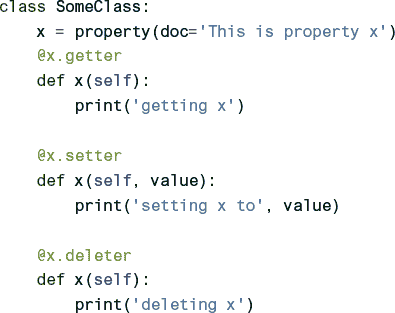 class SomeClass:
    x = property(doc='This is property x')
    @x.getter
    def x(self):
        print('getting x')

    @x.setter
    def x(self, value):
        print('setting x to', value)

    @x.deleter
    def x(self):
        print('deleting x')